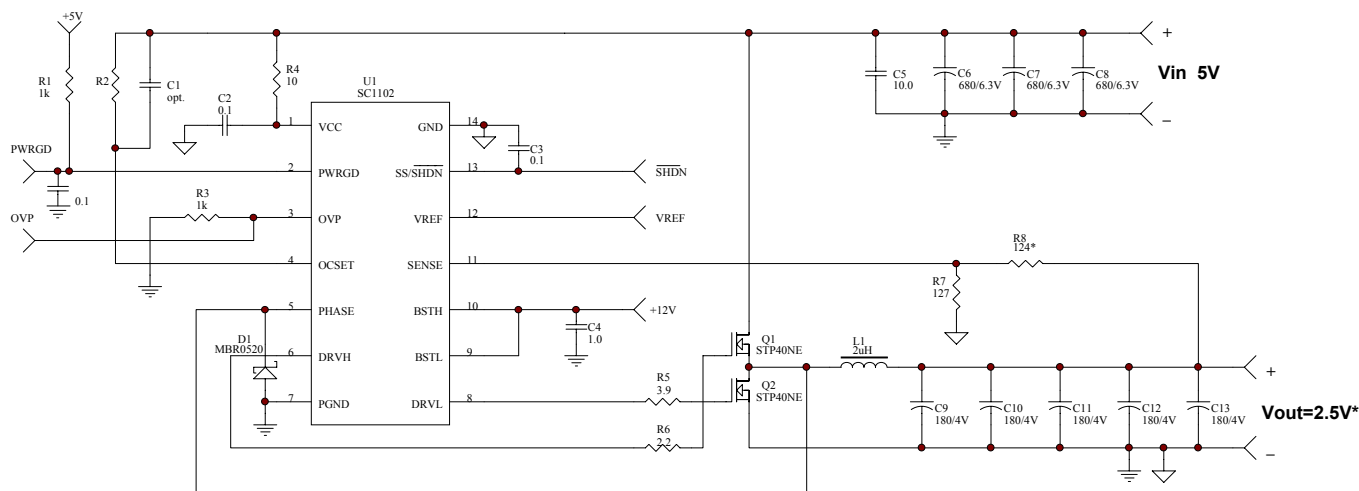 +5V
R1
1k
R2
C1
opt.
R4
10
U1
SC1102
C2
0.1
1
VCC
GND
14
C3
0.1
C5
10.0
C6
680/6.3V
C7
680/6.3V
C8
680/6.3V
+
Vin 5V
_
PWRGD
0.1
2
PWRGD
SS/SHDN
13
SHDN
OVP
R3
1k
3
OVP
VREF
12
VREF
4
OCSET
SENSE
11
R8
124*
R7
127
5
PHASE
BSTH
10
+12V
C4
1.0
D1
MBR0520
6
DRVH
BSTL
9
7
PGND
DRVL
8
R5
3.9
R6
2.2
Q1
STP40NE
Q2
STP40NE
L1
2uH
C9
180/4V
C10
180/4V
C11
180/4V
C12
180/4V
C13
180/4V
+
Vout=2.5V*
_